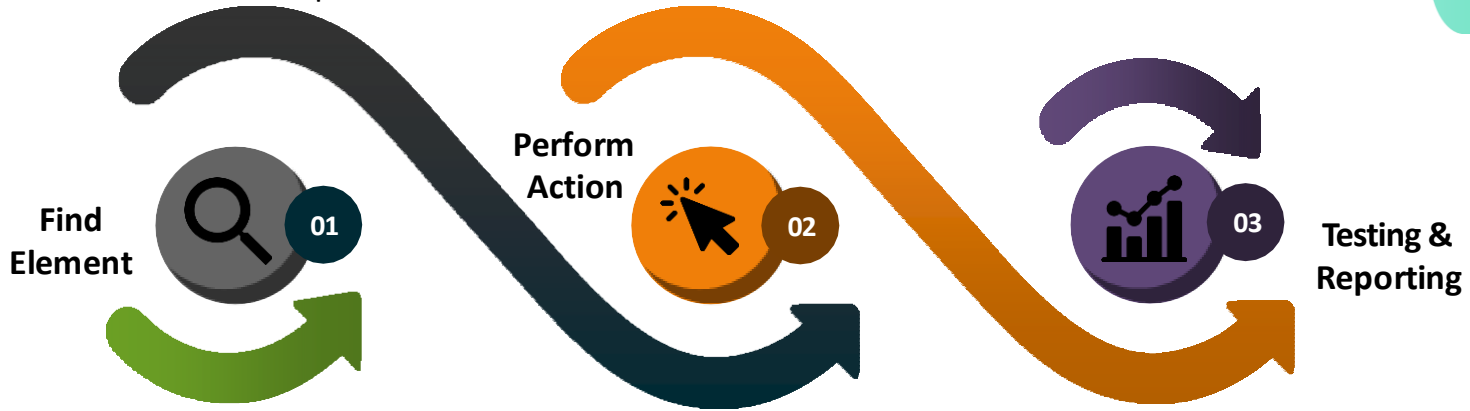 Find
Element
01
Perform
Action
02
03
Testing &
Reporting